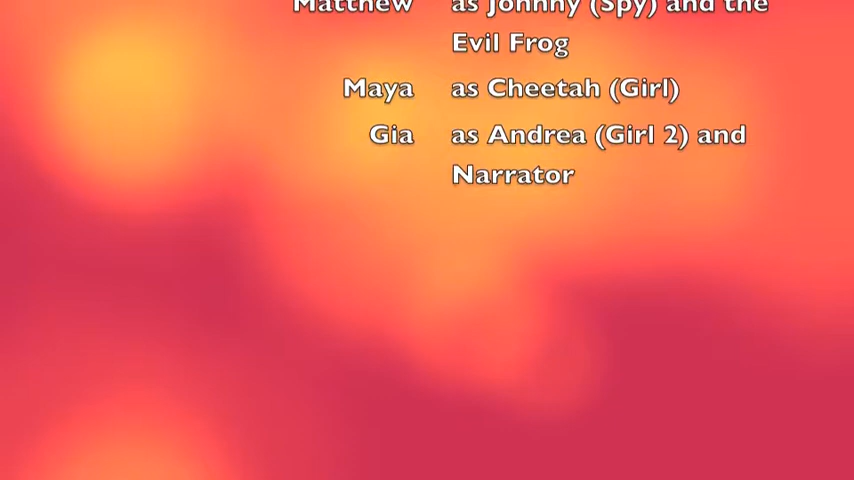 Matthew as Johnny (Spy) and the
Evil Frog
Maya as Cheetah (Girl)
Gia as Andrea (Girl 2) and
Narrator